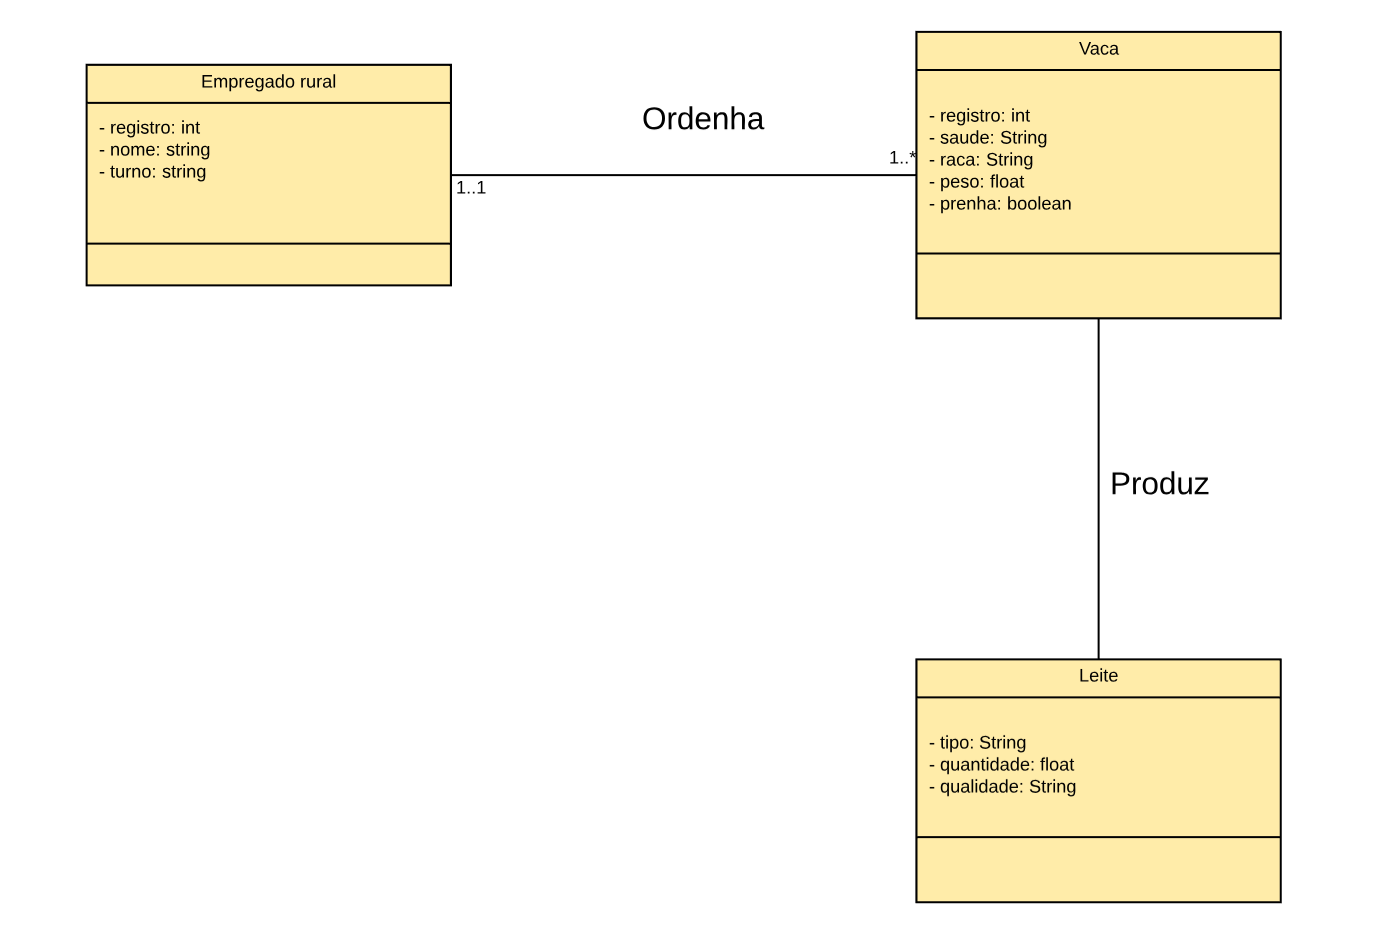 Empregado rural
- registro: int
- nome: string
- turno: string
Ordenha
1..1
1..*
Vaca
- registro: int
- saude: String
- raca: String
- peso: float
- prenha: boolean
Produz
Leite
- tipo: String
- quantidade: float
- qualidade: String